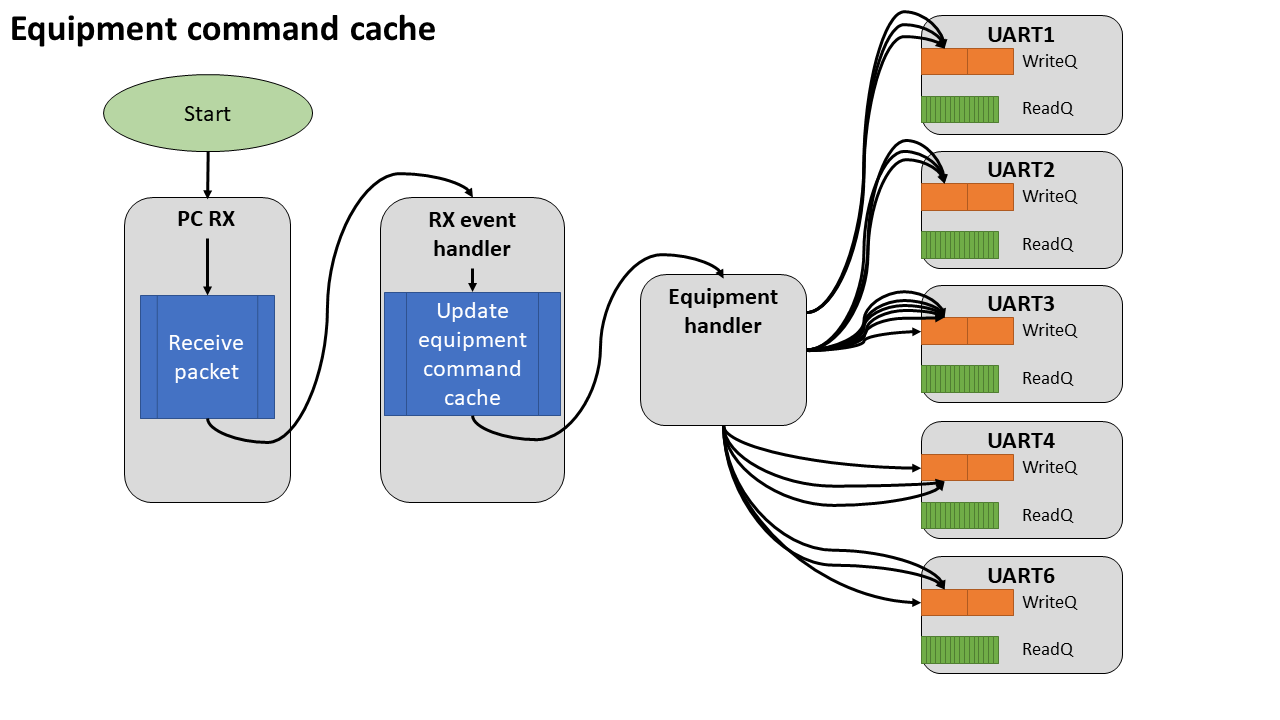 Equipment command cache
Start
PC RX
Receive
packet
RX event
handler
Update
equipment
command
cache
Equipment
handler
UART1
WriteQ
ReadQ
UART2
WriteQ
ReadQ
UART3
WriteQ
ReadQ
UART4
WriteQ
ReadQ
UART6
WriteQ
ReadQ